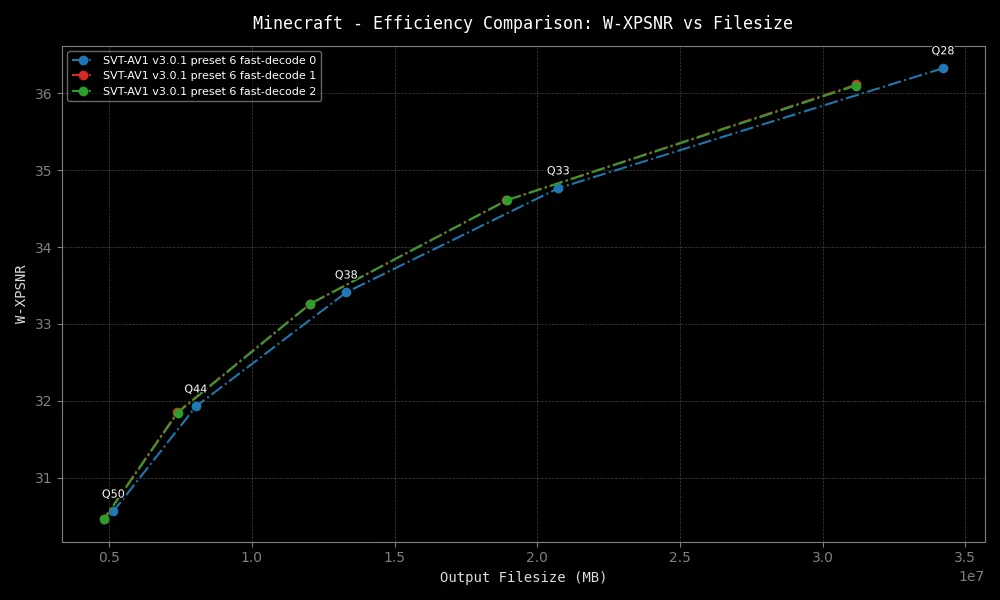 Minecraft - Efficiency Comparison: W-XPSNR vs Filesize
SVT-AV1 v3.0.1 preset 6 fast-decode 0
SVT-AV1 v3.0.1 preset 6 fast-decode 1
SVT-AV1 v3.0.1 preset 6 fast-decode 2
Q28
36
35
Q33
34
Q38
33
Q44
32
31
Q50
W-XPSNR
0.5 1.0 1.5 2.0 2.5 3.0 3.5
1e7
Output Filesize (MB)